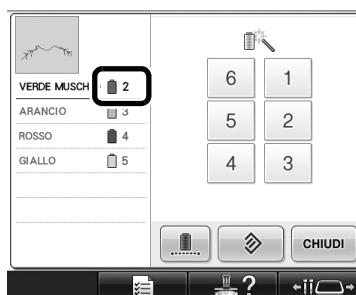 VERDE MUSCH 2
ARANCIO 3
ROSSO 4
GIALLO 5
6 1
5 2
4 3
CHIUDI
?